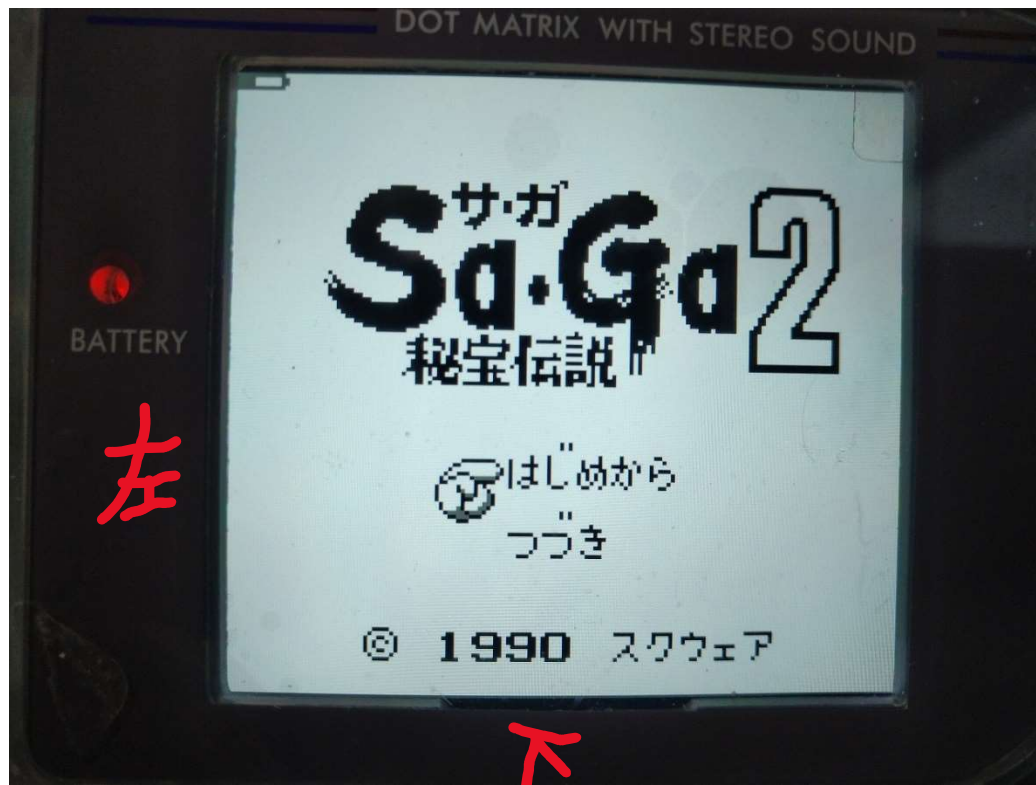 DOT MATRIX WITH STEREO SOUND
サ・ガ
Sa・Ga2
秘宝伝説
BATTERY
左
はじめから
つづき
© 1990 スクウェア
下